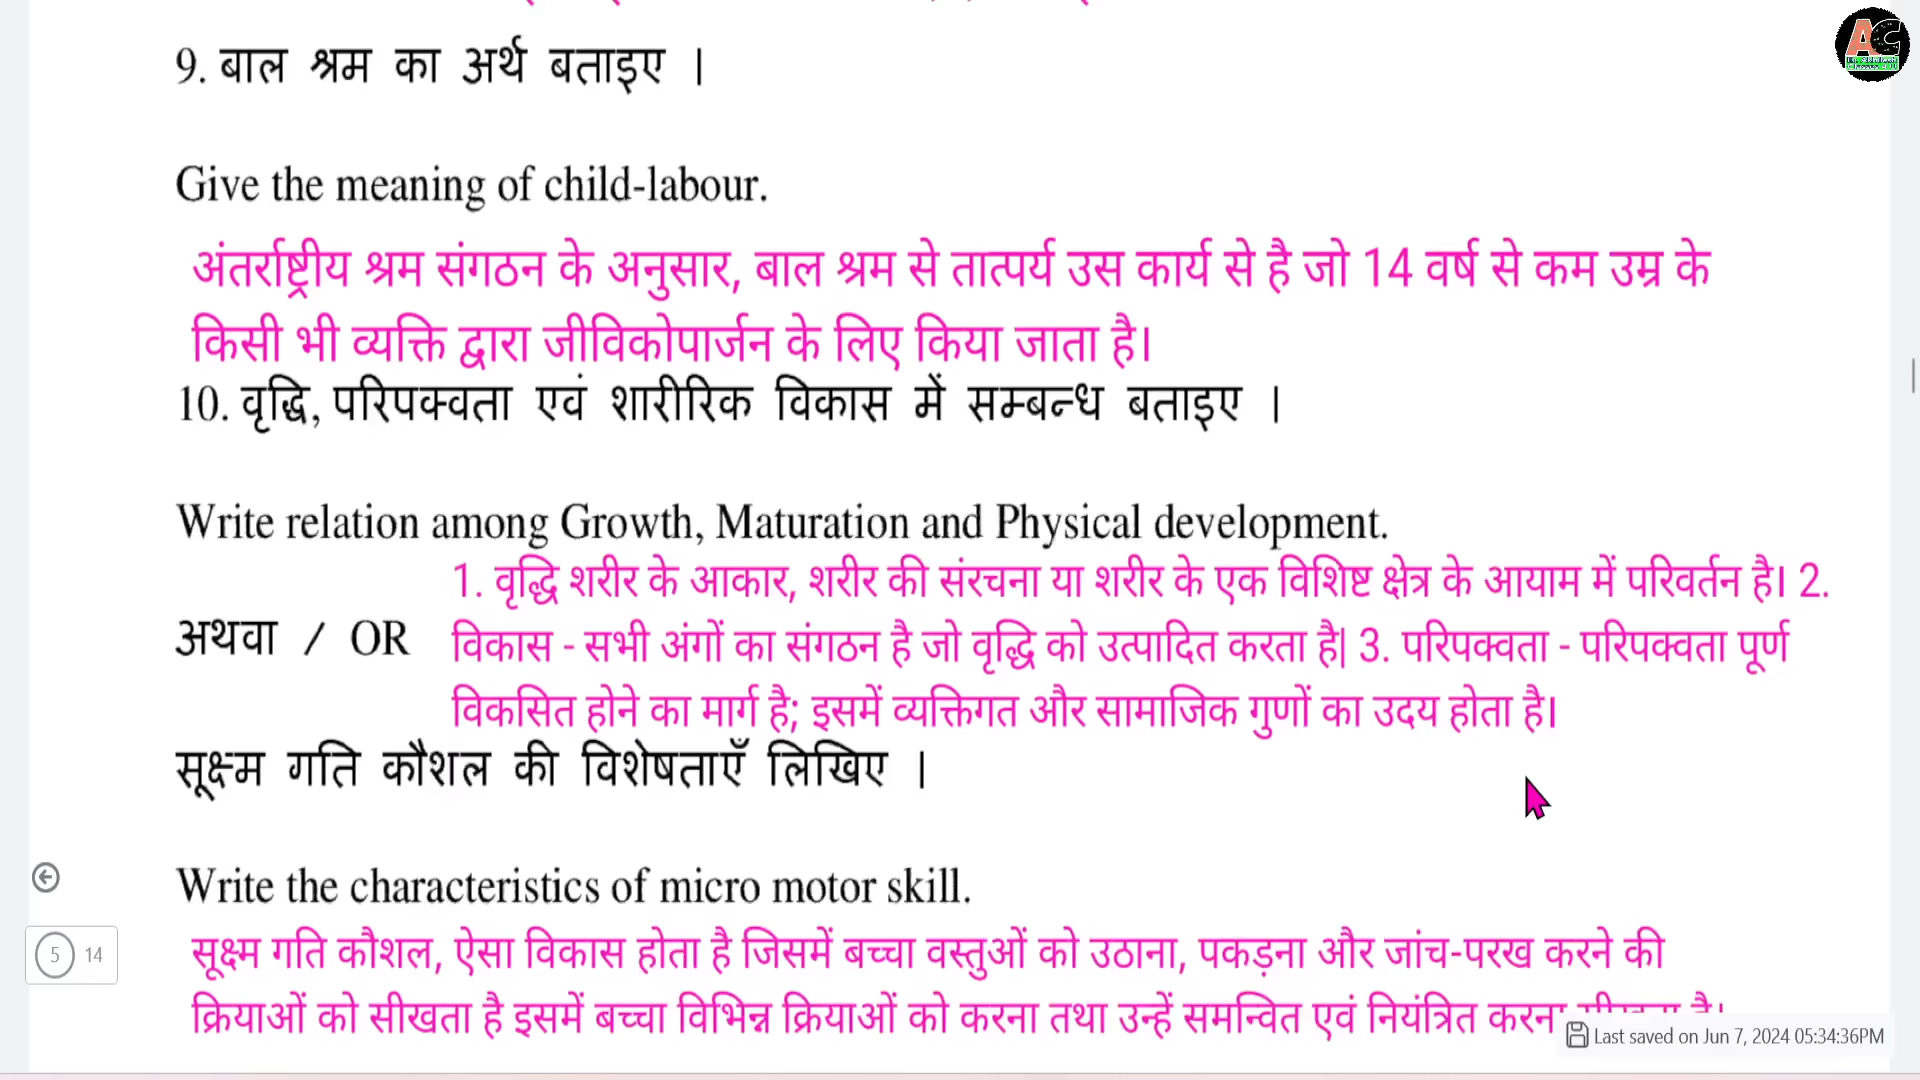 9. बाल श्रम का अर्थ बताइए ।
Give the meaning of child-labour.
अंतर्राष्ट्रीय श्रम संगठन के अनुसार, बाल श्रम से तात्पर्य उस कार्य से है जो 14 वर्ष से कम उम्र के
किसी भी व्यक्ति द्वारा जीविकोपार्जन के लिए किया जाता है।
10. वृद्धि, परिपक्वता एवं शारीरिक विकास में सम्बन्ध बताइए ।
Write relation among Growth, Maturation and Physical development.
1. वृद्धि शरीर के आकार, शरीर की संरचना या शरीर के एक विशिष्ट क्षेत्र के आयाम में परिवर्तन है। 2.
अथवा / OR
विकास - सभी अंगों का संगठन है जो वृद्धि को उत्पादित करता है| 3. परिपक्वता - परिपक्वता पूर्ण
विकसित होने का मार्ग है; इसमें व्यक्तिगत और सामाजिक गुणों का उदय होता है।
सूक्ष्म गति कौशल की विशेषताएँ लिखिए ।
Write the characteristics of micro motor skill.
सूक्ष्म गति कौशल, ऐसा विकास होता है जिसमें बच्चा वस्तुओं को उठाना, पकड़ना और जांच-परख करने की
क्रियाओं को सीखता है इसमें बच्चा विभिन्न क्रियाओं को करना तथा उन्हें समन्वित एवं नियंत्रित करना है।
5 14
Last saved on Jun 7, 2024 05:34:36PM
AC